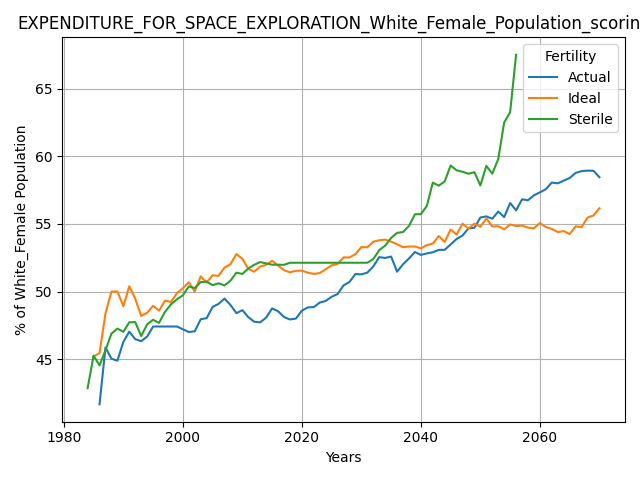 EXPENDITURE_FOR_SPACE_EXPLORATION_White_Female_Population_scorin
Fertility
Actual
Ideal
Sterile
% of White_Female Population
65
60
55
50
45
1980
2000
2020
2040
2060
Years